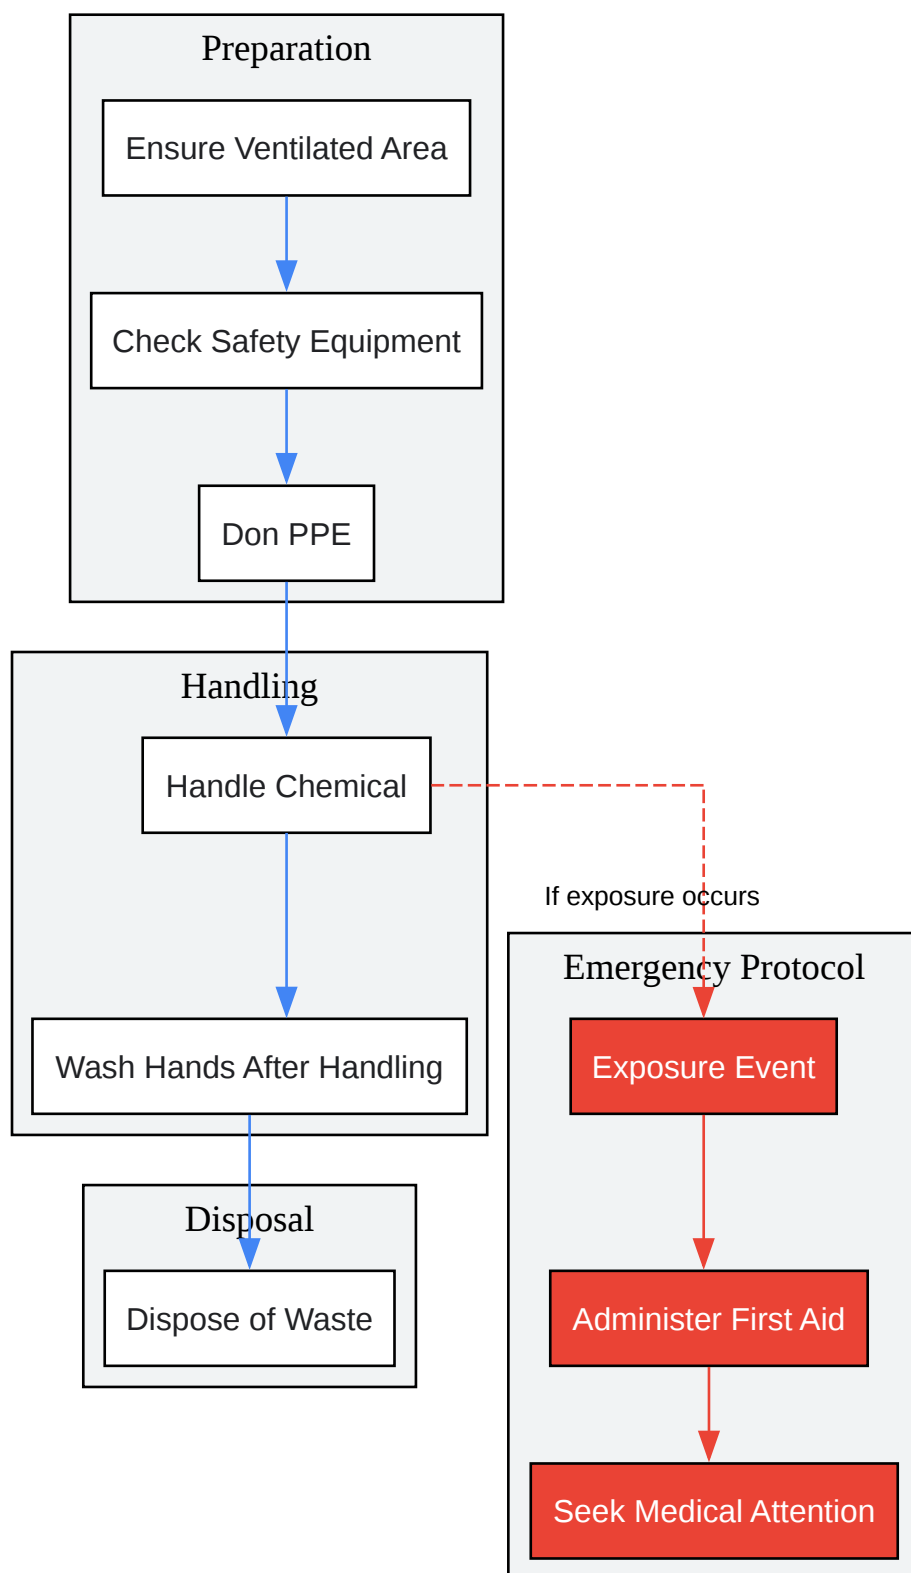 Preparation
Ensure Ventilated Area
Check Safety Equipment
Don PPE
Handling
Handle Chemical
If exposure occurs
Emergency Protocol
Wash Hands After Handling
Exposure Event
Disposal
Dispose of Waste
Administer First Aid
Seek Medical Attention